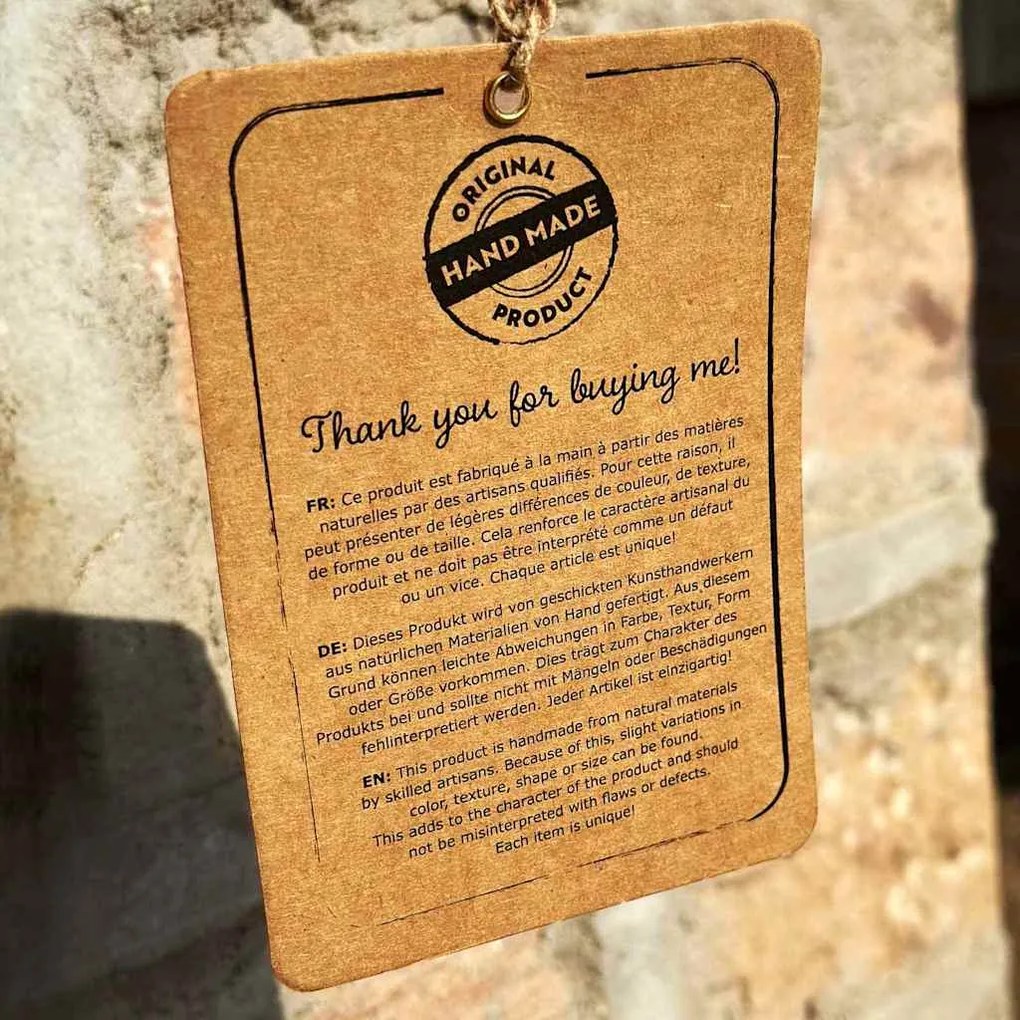 ORIGINAL
HAND MADE
PRODUCT
Thank you for buying me!
FR: Ce produit est fabriqué à la main à partir des matières
naturelles par des artisans qualifiés. Pour cette raison, il
peut présenter de légères différences de couleur, de texture,
de forme ou de taille. Cela renforce le caractère artisanal du
produit et ne doit pas être interprété comme un défaut
ou un vice. Chaque article est unique!
DE: Dieses Produkt wird von geschickten Kunsthandwerkern
aus natürlichen Materialien von Hand gefertigt. Aus diesem
Grund können leichte Abweichungen in Farbe, Textur, Form
oder Größe vorkommen. Dies trägt zum Charakter des
Produkts bei und sollte nicht mit Mängeln oder Beschädigungen
fehlinterpretiert werden. Jeder Artikel ist einzigartig!
EN: This product is handmade from natural materials
by skilled artisans. Because of this, slight variations in
color, texture, shape or size can be found.
This adds to the character of the product and should
not be misinterpreted with flaws or defects.
Each item is unique!